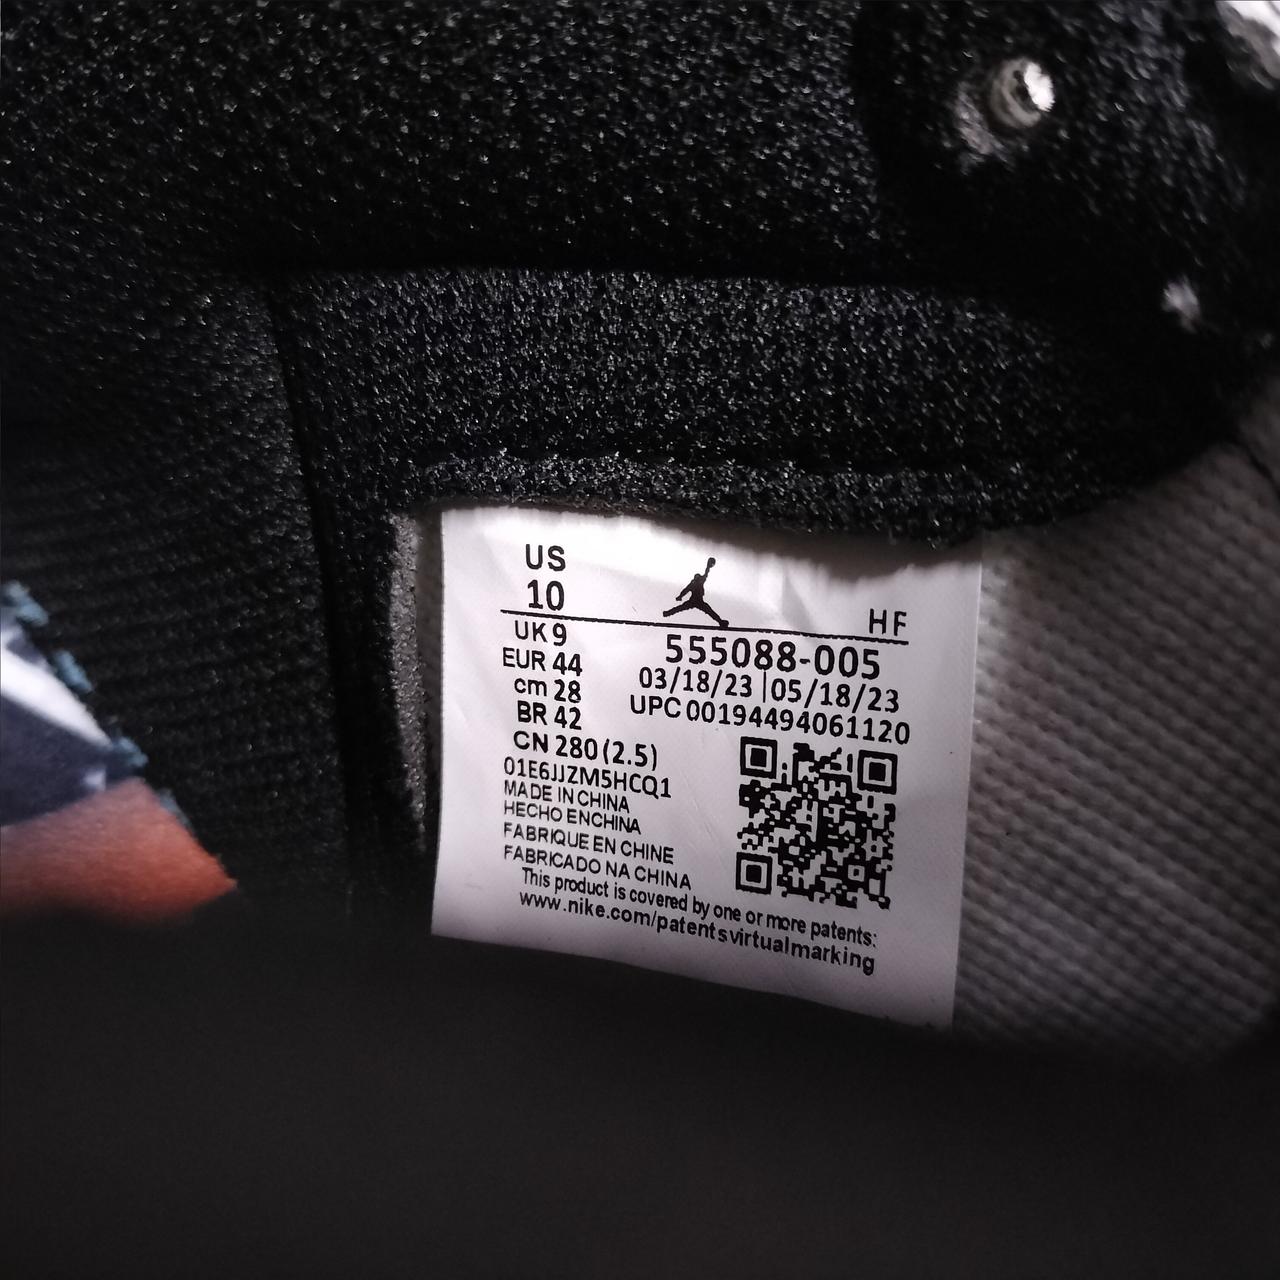 US
10
HF
UK 9
EUR 44
cm 28
BR 42
CN 280 (2.5)
555088-005
03/18/23 | 05/18/23
UPC 00194494061120
01E6JJZM5HCQ1
MADE IN CHINA
HECHO EN CHINA
FABRIQUE EN CHINE
FABRICADO NA CHINA
This product is covered by one or more patents:
www.nike.com/patentsvirtualmarking